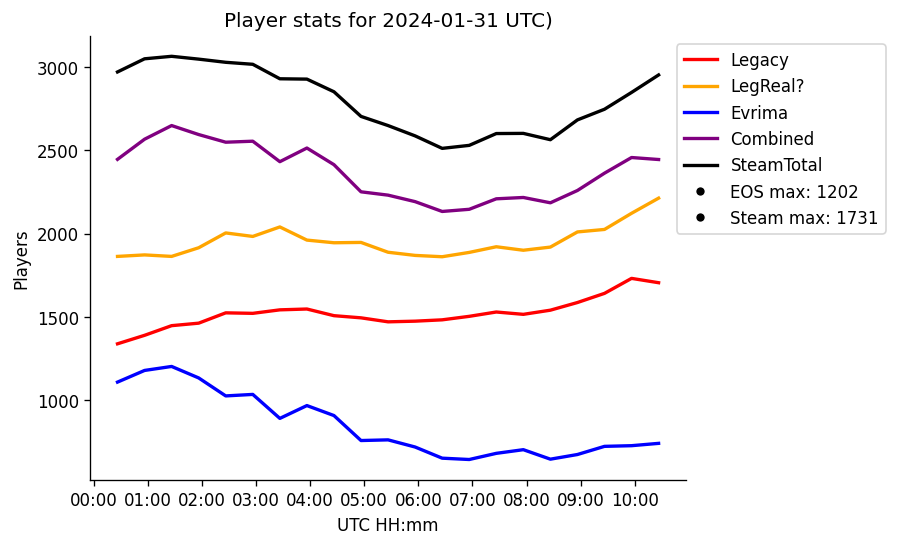 Player stats for 2024-01-31 UTC)
Legacy
LegReal?
Evrima
Combined
SteamTotal
EOS max: 1202
Steam max: 1731
3000
2500
2000
1500
1000
Players
00:00 01:00 02:00 03:00 04:00 05:00 06:00 07:00 08:00 09:00 10:00
UTC HH:mm